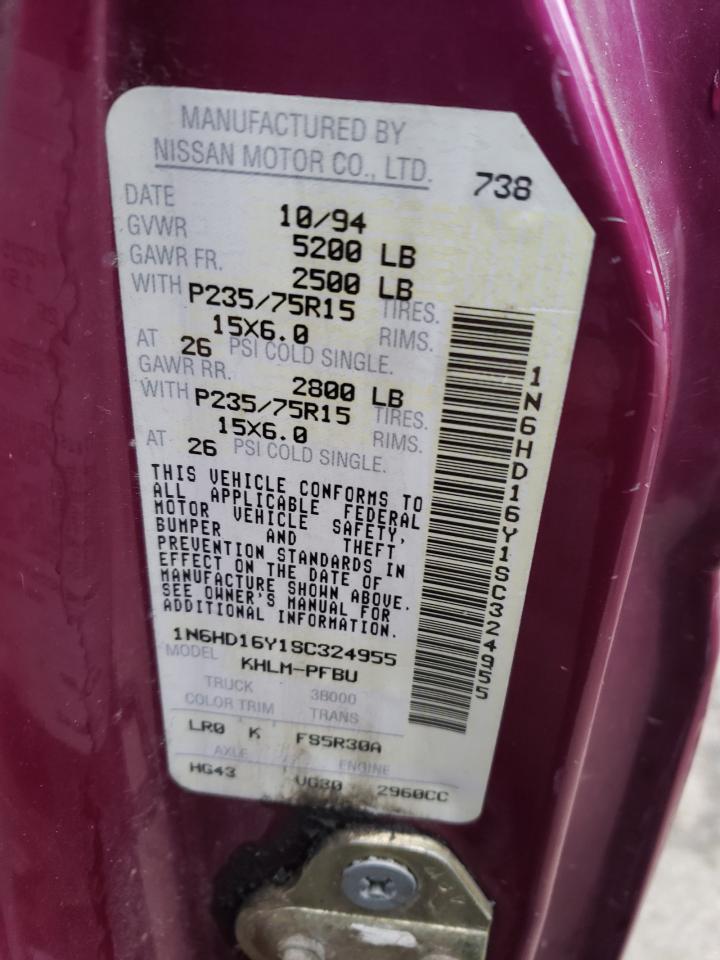 MANUFACTURED BY
NISSAN MOTOR CO., LTD. 738
DATE 10/94
GVWR 5200 LB
GAWR FR. 2500 LB
WITH P235/75R15 TIRES.
15X6.0 RIMS.
AT 26 PSI COLD SINGLE.
GAWR RR. 2800 LB
WITH P235/75R15 TIRES.
15X6.0 RIMS.
AT 26 PSI COLD SINGLE.
THIS VEHICLE CONFORMS TO
ALL APPLICABLE FEDERAL
MOTOR VEHICLE SAFETY,
BUMPER AND THEFT
PREVENTION STANDARDS IN
EFFECT ON THE DATE OF
MANUFACTURE SHOWN ABOVE.
SEE OWNER'S MANUAL FOR
ADDITIONAL INFORMATION.
1N6HD16Y1SC324955
MODEL KHLM-PFBU
TRUCK 38000
COLOR TRIM TRANS
LR0 K FS5R30A
AXLE ENGINE
HG43 VG30 2960CC
1N6HD16Y1SC324955